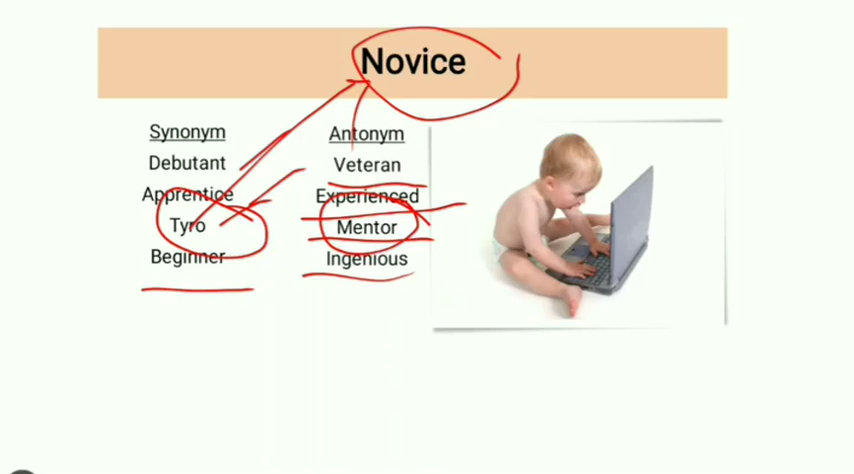 Novice
Synonym
Debutant
Apprentice
Tyro
Beginner
Antonym
Veteran
Experienced
Mentor
Ingenious